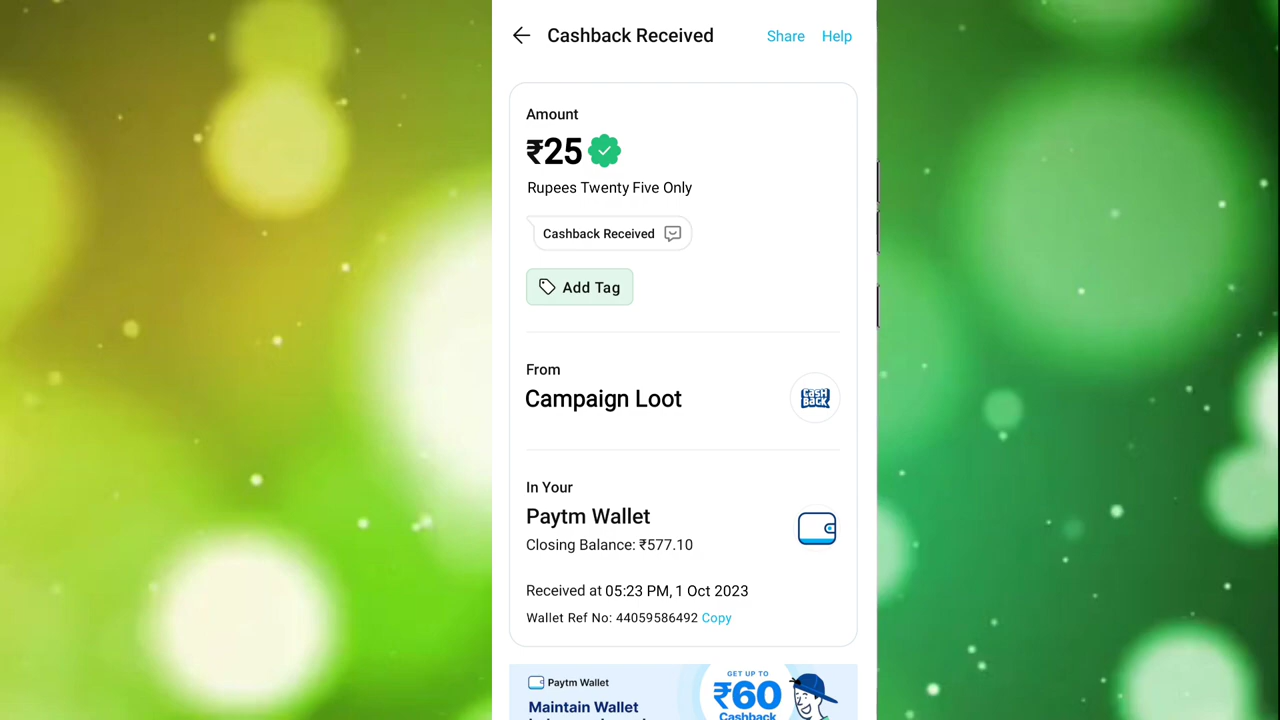 Cashback Received
Share
Help
Amount
₹25
Rupees Twenty Five Only
Cashback Received
Add Tag
From
Campaign Loot
CASH
BACK
In Your
Paytm Wallet
Closing Balance: ₹577.10
Received at 05:23 PM, 1 Oct 2023
Wallet Ref No: 44059586492 Copy
Paytm Wallet
Maintain Wallet
GET UP TO
₹60
Cashback